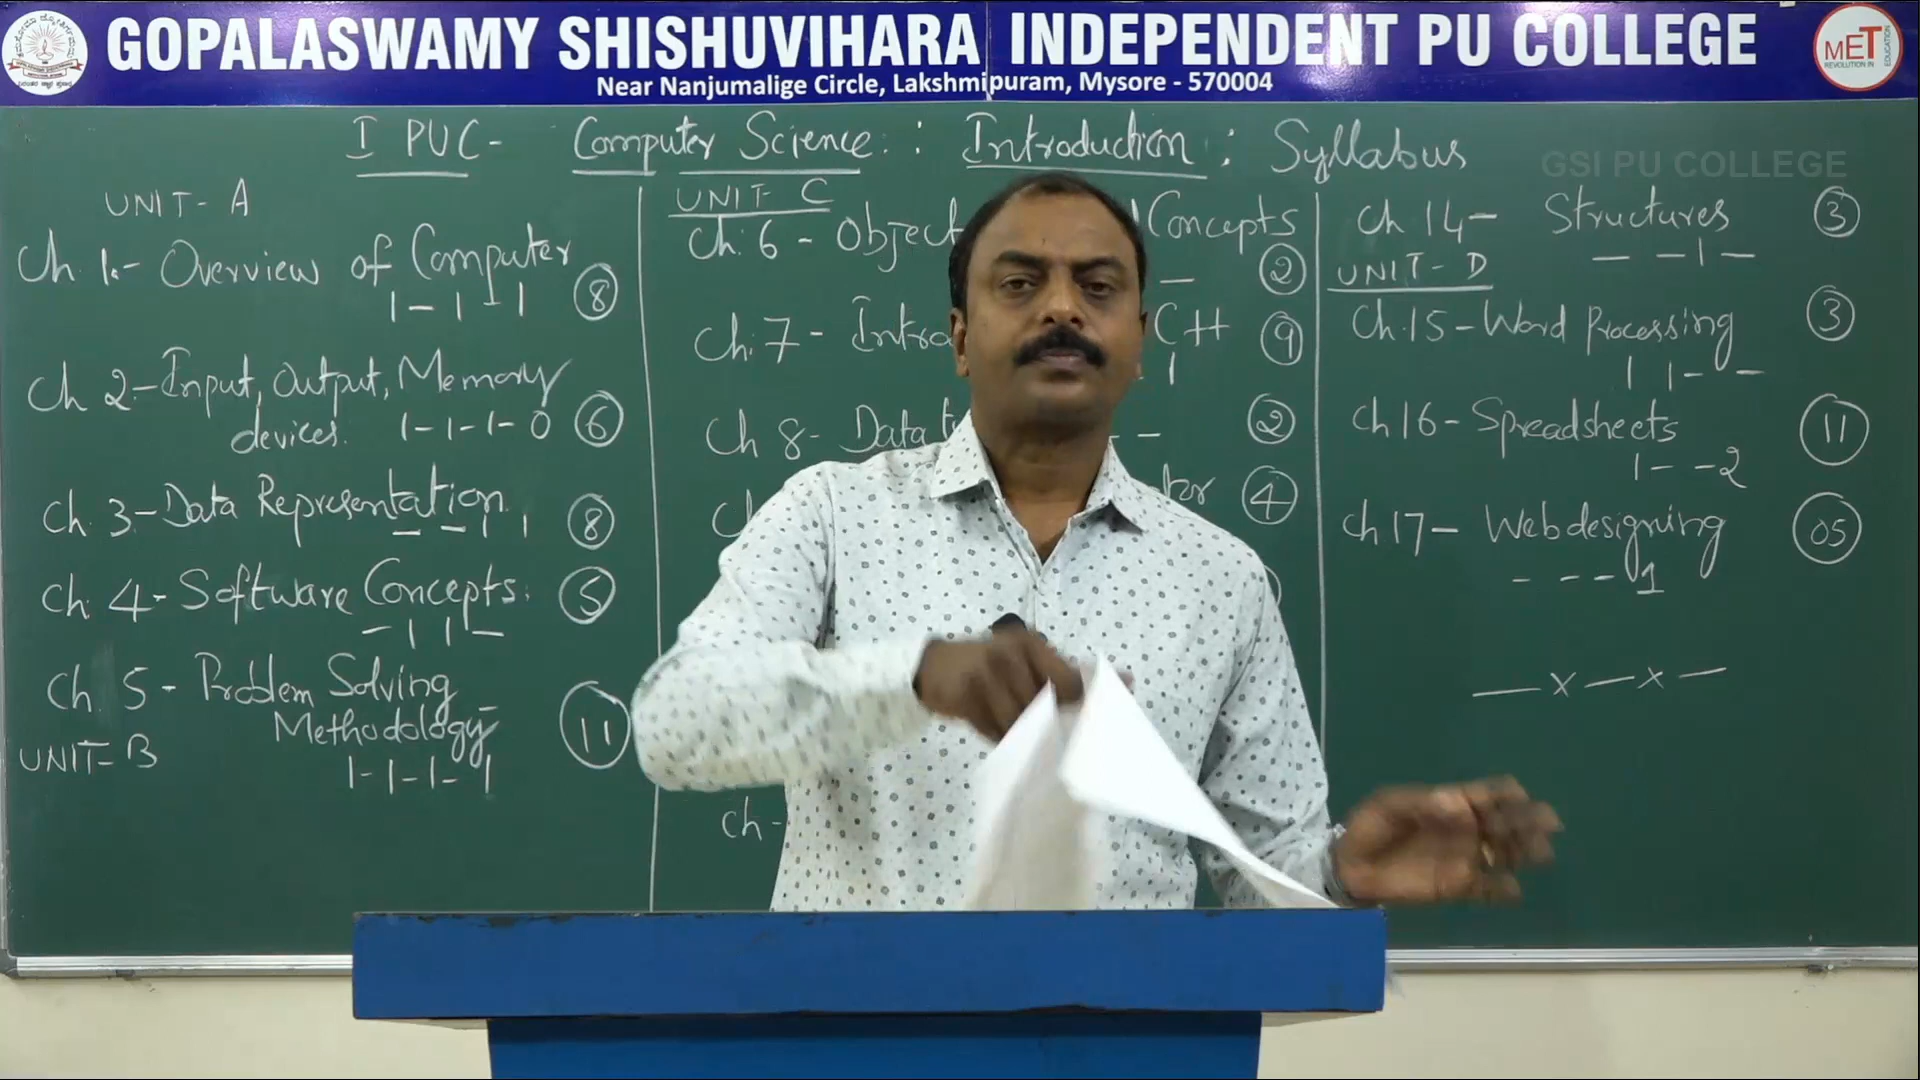 GOPALASWAMY SHISHUVIHARA INDEPENDENT PU COLLEGE
Near Nanjumalige Circle, Lakshmipuram, Mysore - 570004
MET
REVOLUTION IN EDUCATION
I PUC - Computer Science : : Introduction : Syllabus
GSI PU COLLEGE
UNIT - A
Ch 1.- Overview of Computer
1 - 1 - 1 8
Ch 2 - Input, Output, Memory
devices. 1 - 1 - 1 - 0 6
Ch. 3 - Data Representation
- - 1 1 8
Ch. 4 - Software Concepts.
- 1 1 - 5
Ch. 5 - Problem Solving
Methodology 11
UNIT - B 1 - 1 - 1 - 1
UNIT - C
Ch: 6 - Object Concepts
2
Ch: 7 - Intro C++ 9
1
Ch 8 - Data 2
4
Ch -
Ch 14 - Structures 3
- - 1 -
UNIT - D
Ch. 15 - Word Processing 3
1 1 - -
Ch 16 - Spreadsheets 11
1 - - 2
Ch 17 - Webdesigning 05
- - - 1
— x — x —